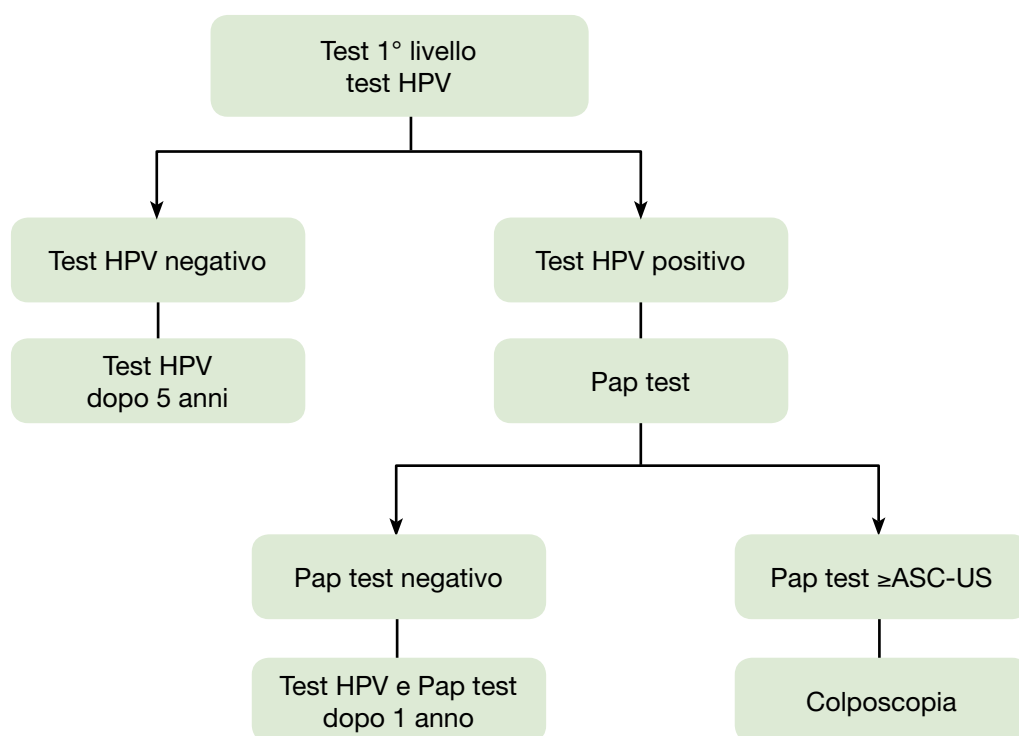 Test 1° livello
test HPV
Test HPV negativo
Test HPV positivo
Test HPV
dopo 5 anni
Pap test
Pap test negativo
Pap test ≥ASC-US
Test HPV e Pap test
dopo 1 anno
Colposcopia